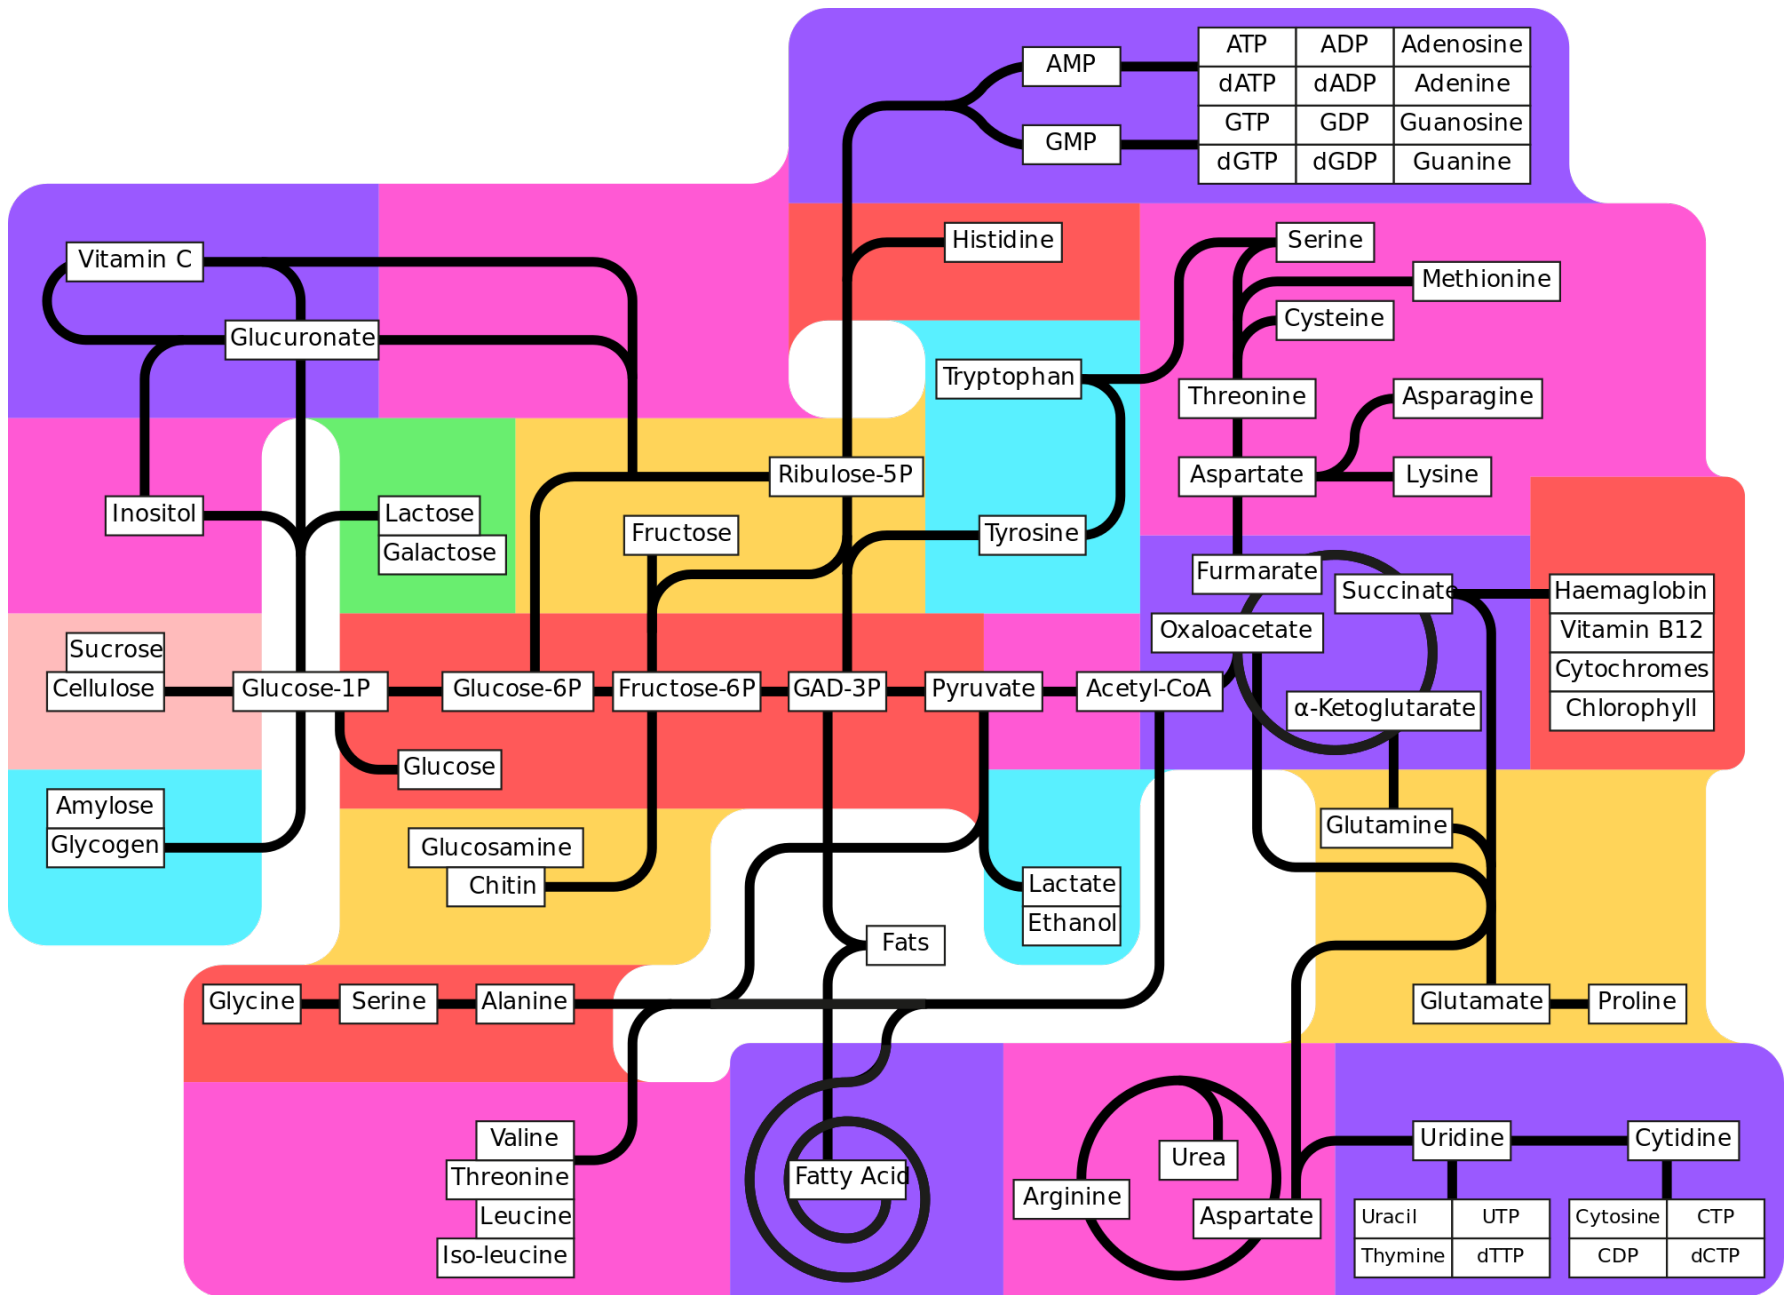 ATP ADP Adenosine
AMP
dATP dADP Adenine
GTP GDP Guanosine
GMP
dGTP dGDP Guanine
Histidine Serine
Vitamin C
Methionine
Cysteine
Glucuronate
Tryptophan
Threonine Asparagine
Ribulose-5P Aspartate Lysine
Inositol Lactose
Fructose Tyrosine
Galactose
Furmarate
Succinate Haemaglobin
Oxaloacetate Vitamin B12
Sucrose
Cytochromes
Cellulose Glucose-1P Glucose-6P Fructose-6P GAD-3P Pyruvate Acetyl-CoA
α-Ketoglutarate Chlorophyll
Glucose
Amylose
Glutamine
Glycogen Glucosamine
Chitin Lactate
Ethanol
Fats
Glycine Serine Alanine Glutamate Proline
Valine Uridine Cytidine
Urea
Threonine Fatty Acid
Arginine
Leucine Aspartate Uracil UTP Cytosine CTP
Iso-leucine Thymine dTTP CDP dCTP